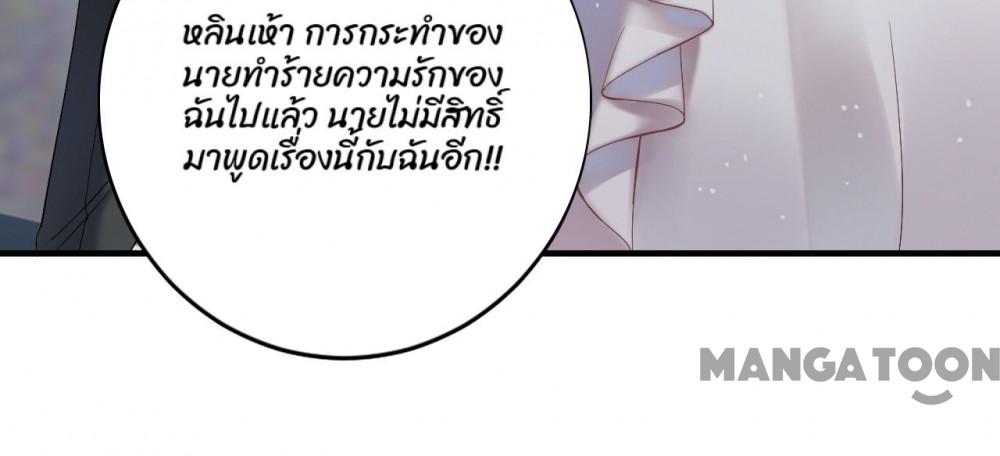 หลินเห้า การกระทำของ
นายทำร้ายความรักของ
ฉันไปแล้ว นายไม่มีสิทธิ์
มาพูดเรื่องนี้กับฉันอีก!!
MANGATOON